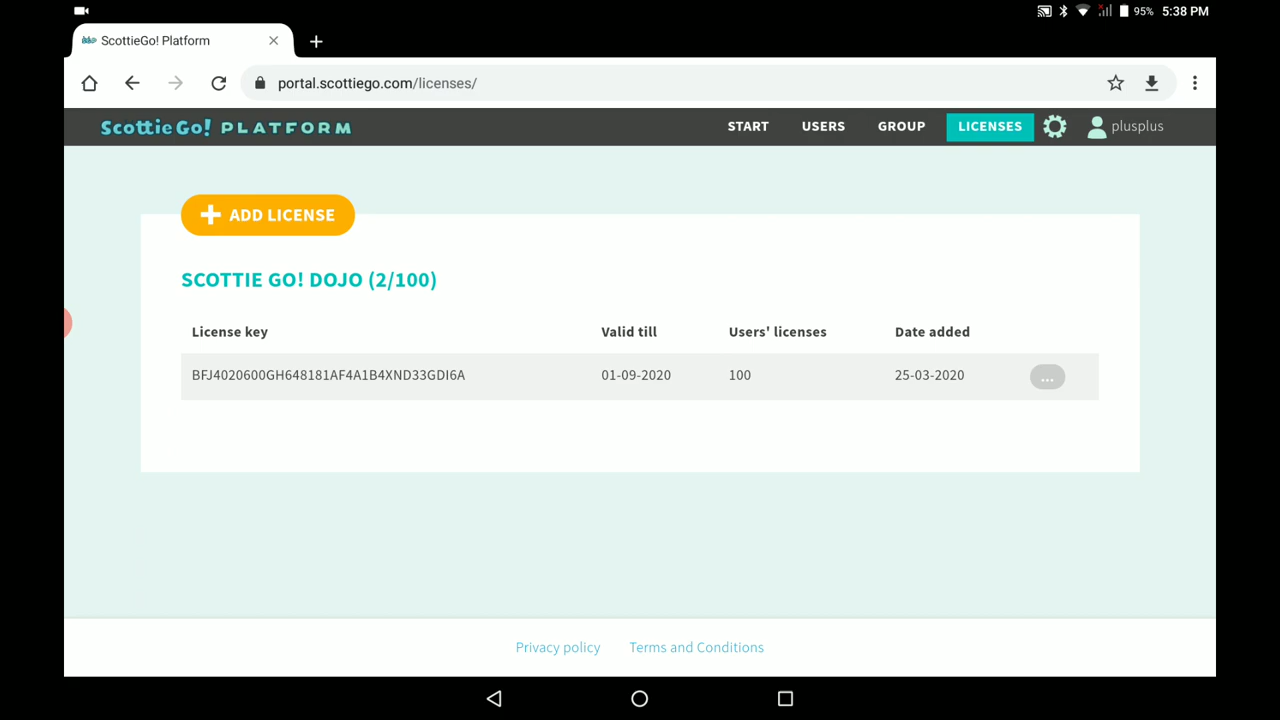 95% 5:38 PM
ScottieGo! Platform
portal.scottiego.com/licenses/
ScottieGo! PLATFORM START USERS GROUP LICENSES plusplus
ADD LICENSE
SCOTTIE GO! DOJO (2/100)
License key Valid till Users' licenses Date added
BFJ4020600GH648181AF4A1B4XND33GDI6A 01-09-2020 100 25-03-2020 ...
Privacy policy Terms and Conditions